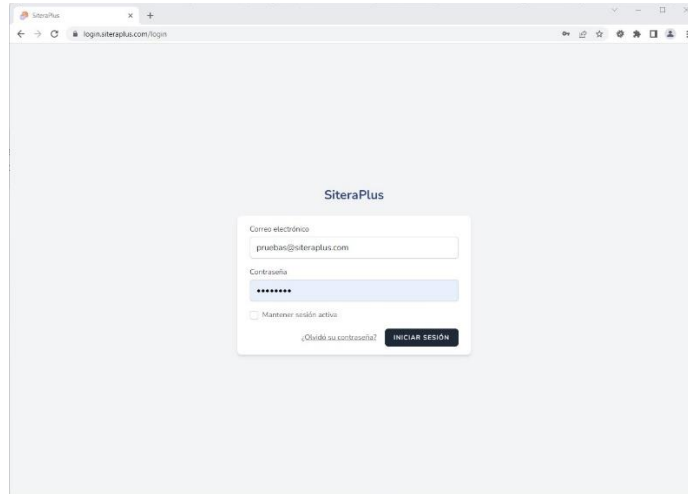 SiteraPlus
login.siteraplus.com/login
SiteraPlus
Correo electrónico
pruebas@siteraplus.com
Contraseña
••••••••
Mantener sesión activa
¿Olvidó su contraseña? INICIAR SESIÓN